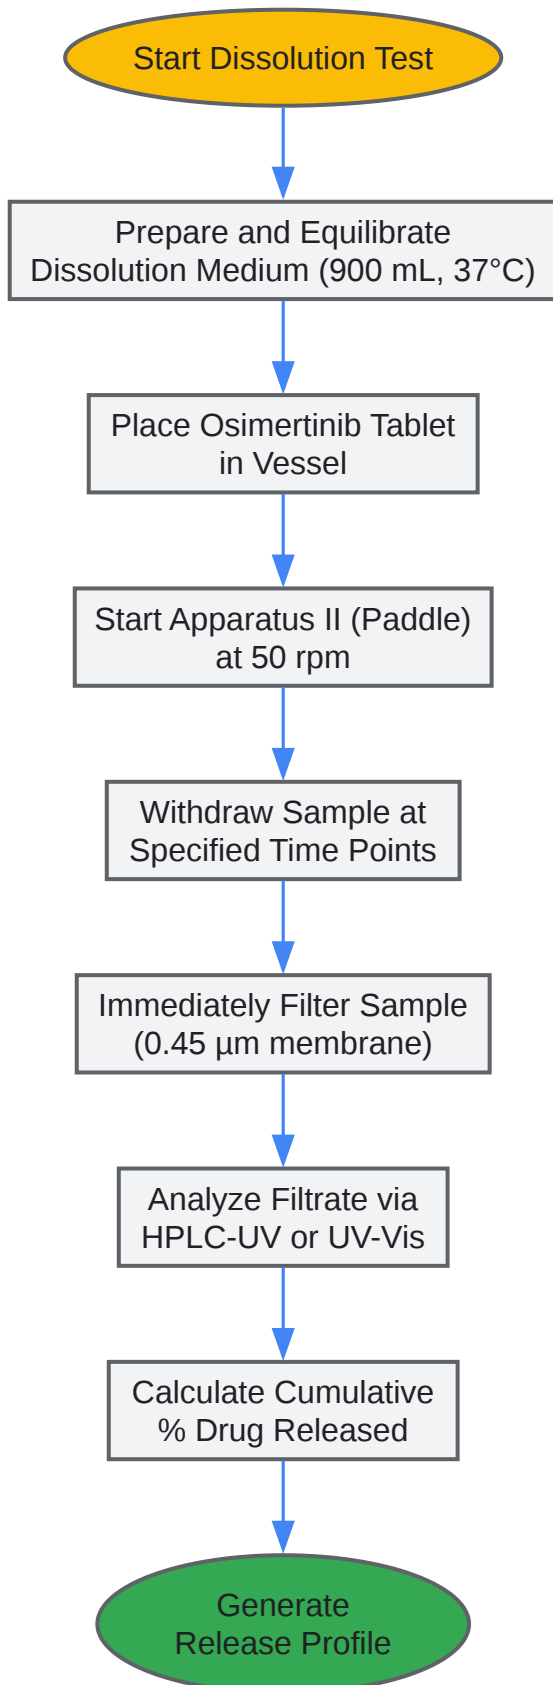 Start Dissolution Test
Prepare and Equilibrate
Dissolution Medium (900 mL, 37°C)
Place Osimertinib Tablet
in Vessel
Start Apparatus II (Paddle)
at 50 rpm
Withdraw Sample at
Specified Time Points
Immediately Filter Sample
(0.45 µm membrane)
Analyze Filtrate via
HPLC-UV or UV-Vis
Calculate Cumulative
% Drug Released
Generate
Release Profile